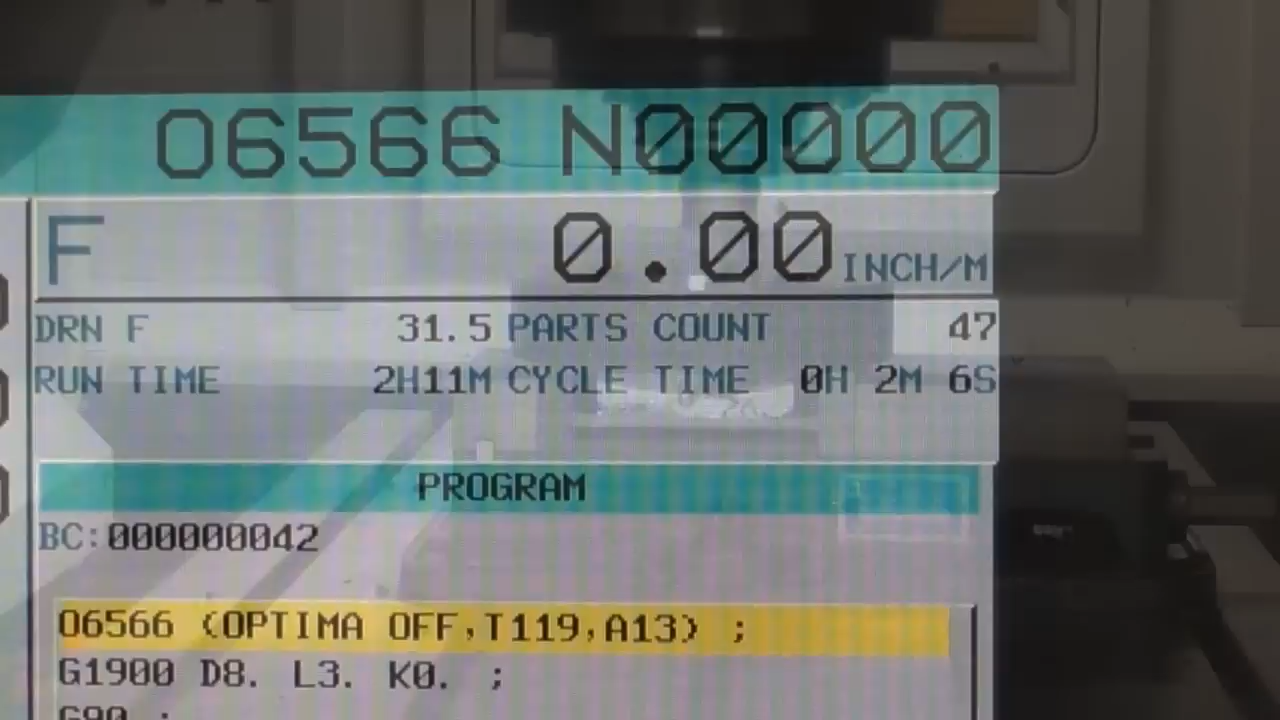 O6566 N00000
F 0.00 INCH/M
DRN F 31.5 PARTS COUNT 47
RUN TIME 2H11M CYCLE TIME 0H 2M 6S
PROGRAM
BC:000000042
O6566 (OPTIMA OFF,T119,A13) ;
G1900 D8. L3. K0. ;
G90 ;